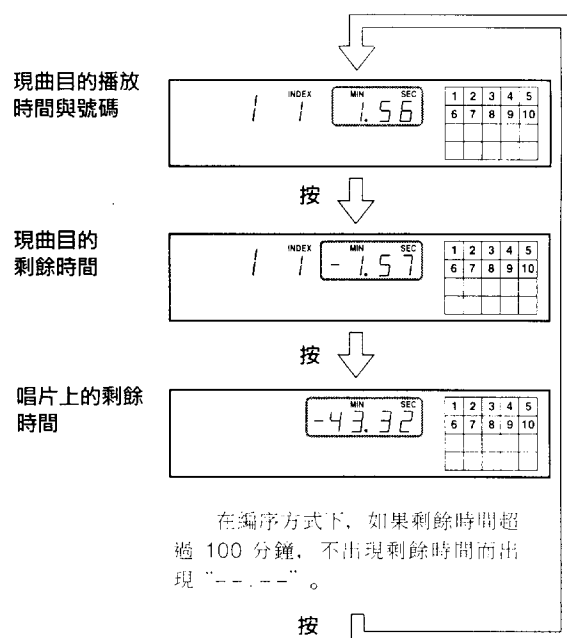 現曲目的播放
時間與號碼
INDEX MIN SEC
1 1 1.56
1 2 3 4 5
6 7 8 9 10
按
現曲目的
剩餘時間
INDEX MIN SEC
1 1 -1.57
1 2 3 4 5
6 7 8 9 10
按
唱片上的剩餘
時間
MIN SEC
-43.32
1 2 3 4 5
6 7 8 9 10
在編序方式下，如果剩餘時間超
過 100 分鐘，不出現剩餘時間而出
現 "--.--"。
按